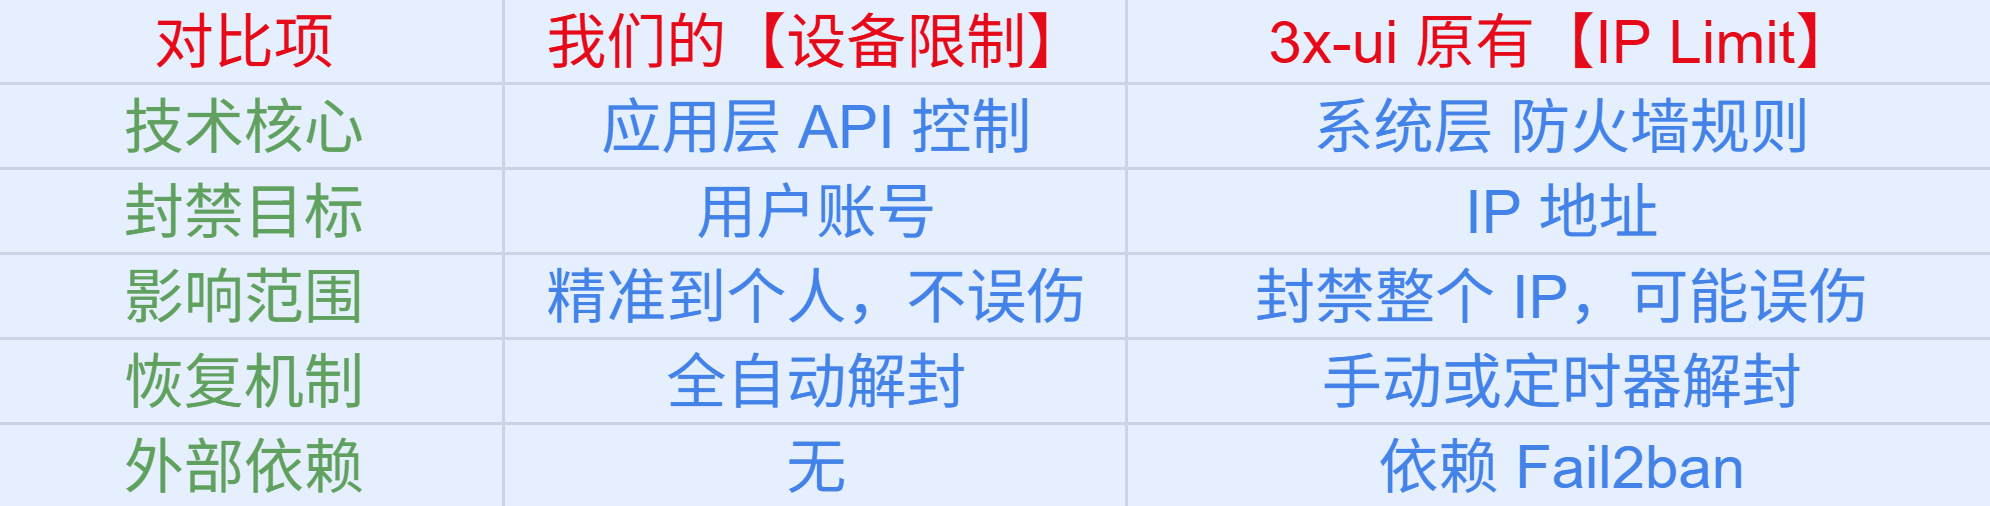 对比项 我们的【设备限制】 3x-ui 原有【IP Limit】
技术核心 应用层 API 控制 系统层 防火墙规则
封禁目标 用户账号 IP 地址
影响范围 精准到个人，不误伤 封禁整个 IP，可能误伤
恢复机制 全自动解封 手动或定时器解封
外部依赖 无 依赖 Fail2ban